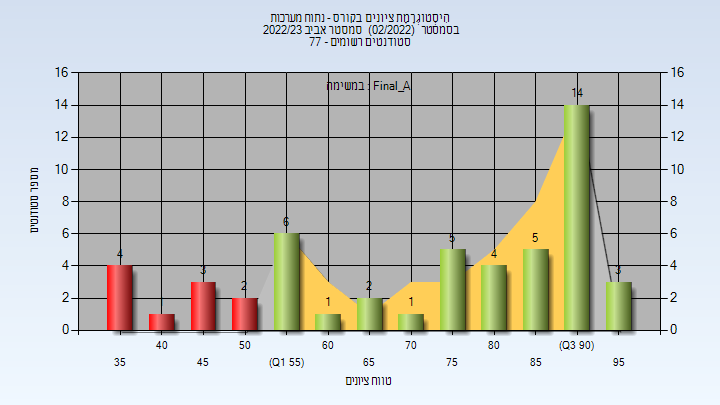 היסטוגרמת ציונים בקורס - נתוח מערכות
בסמסטר (02/2022) סמסטר אביב 2022/23
סטודנטים רשומים - 77
במשימה : Final_A
מספר סטודנטים
16 14 12 10 8 6 4 2 0
16 14 12 10 8 6 4 2 0
4 3 2 6 1 2 1 5 4 5 14 3
40 50 60 70 80 (Q3 90)
35 45 (Q1 55) 65 75 85 95
טווח ציונים